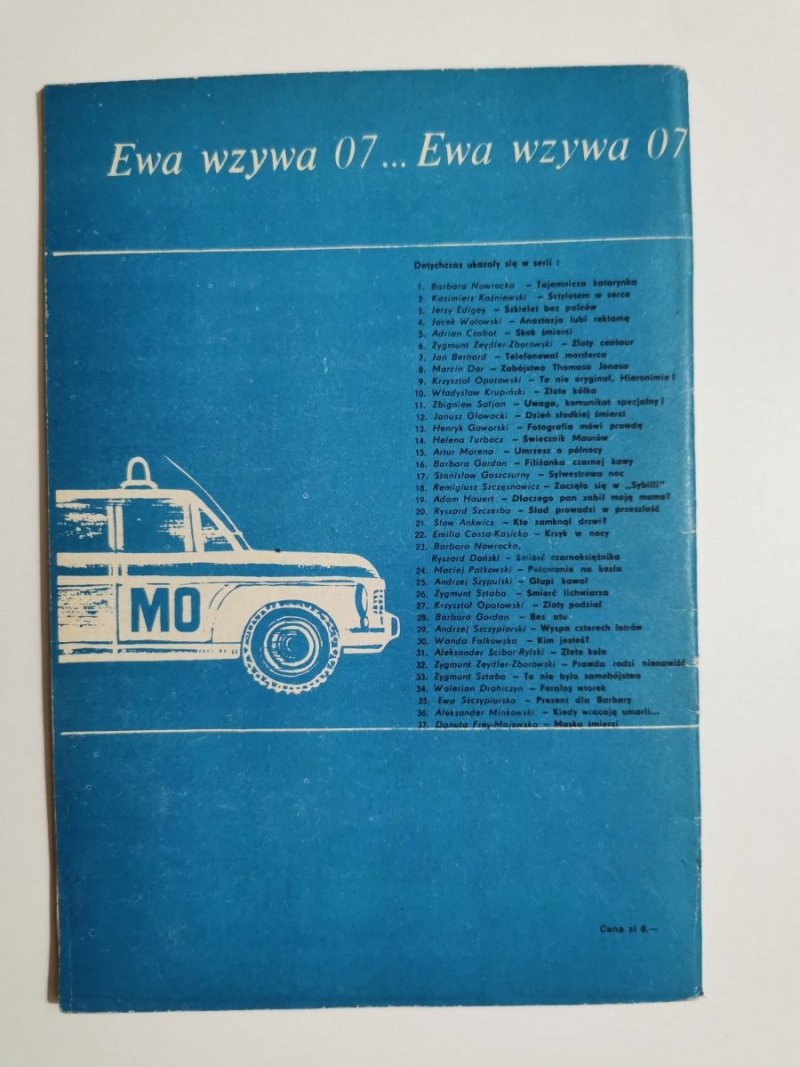 Ewa wzywa 07... Ewa wzywa 07
Dotychczas ukazały się w serii :
1. Barbara Nawrocka – Tajemnicza katarynka
2. Kazimierz Koźniewski – Sztyletem w serce
3. Jerzy Edigey – Szkielet bez palców
4. Jacek Wołowski – Anastazja lubi reklamę
5. Adrian Czobot – Skok śmierci
6. Zygmunt Zeydler-Zborowski – Złoty centaur
7. Jan Bernard – Telefonował morderca
8. Marcin Dor – Zabójstwo Thomasa Jonesa
9. Krzysztof Opatowski – To nie oryginał, Hieronimie!
10. Władysław Krupiński – Złote kółka
11. Zbigniew Safjan – Uwaga, komunikat specjalny!
12. Janusz Głowacki – Dzień słodkiej śmierci
13. Henryk Gaworski – Fotografia mówi prawdę
14. Helena Turbacz – Świecznik Maurów
15. Artur Morena – Umrzesz o północy
16. Barbara Gordon – Filiżanka czarnej kawy
17. Stanisław Goszczurny – Sylwestrowa noc
18. Remigiusz Szczęsnowicz – Zaczęło się w „Sybilli”
19. Adam Hauert – Dlaczego pan zabił moją mamę?
20. Ryszard Szczerba – Ślad prowadzi w przeszłość
21. Sław Ankwicz – Kto zamknął drzwi?
22. Emilia Cassa-Kasicka – Krzyk w nocy
23. Barbara Nawrocka,
Ryszard Doński – Śmierć czarnoksiężnika
24. Maciej Patkowski – Polowanie na kozła
25. Andrzej Szypulski – Głupi kawał
26. Zygmunt Sztaba – Śmierć lichwiarza
27. Krzysztof Opatowski – Złoty podział
28. Barbara Gordon – Bez atu
29. Andrzej Szczypiorski – Wyspa czterech łotrów
30. Wanda Falkowska – Kim jesteś?
31. Aleksander Scibor-Rylski – Złote koło
32. Zygmunt Zeydler-Zborowski – Prawda rodzi nienawiść
33. Zygmunt Sztaba – To nie było samobójstwo
34. Walerian Drohiczyn – Feralny wtorek
35. Ewa Szczypiorska – Prezent dla Barbary
36. Aleksander Minkowski – Kiedy wracają umarli...
37. Danuta Frey-Majewska – Maska śmierci
MO
Cena zł 6.—